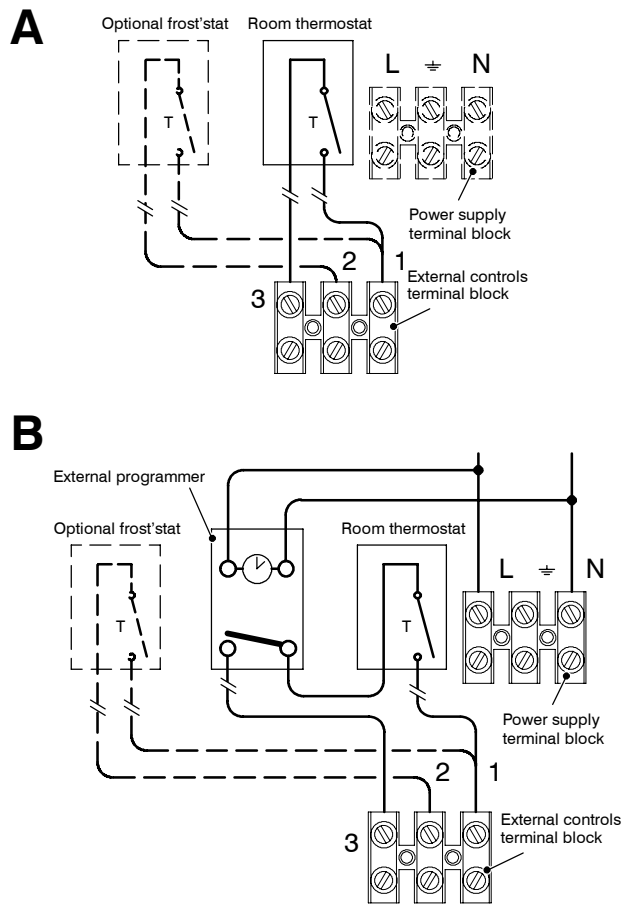 A
Optional frost'stat
Room thermostat
L
N
T
T
Power supply
terminal block
2
1
3
External controls
terminal block
B
External programmer
Optional frost'stat
Room thermostat
L
N
T
T
Power supply
terminal block
2
1
3
External controls
terminal block